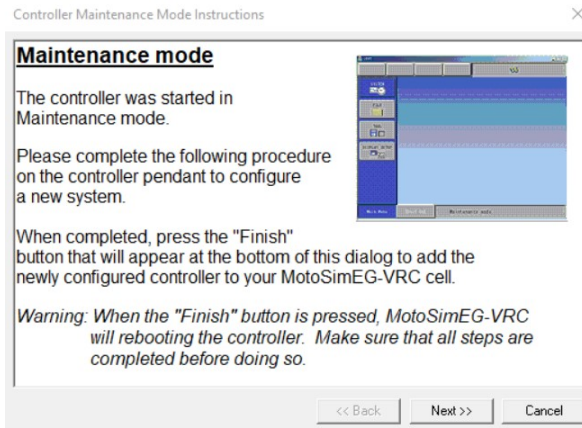 Controller Maintenance Mode Instructions
Maintenance mode
The controller was started in
Maintenance mode.
Please complete the following procedure
on the controller pendant to configure
a new system.
When completed, press the "Finish"
button that will appear at the bottom of this dialog to add the
newly configured controller to your MotoSimEG-VRC cell.
Warning: When the "Finish" button is pressed, MotoSimEG-VRC
will rebooting the controller. Make sure that all steps are
completed before doing so.
<< Back Next >> Cancel